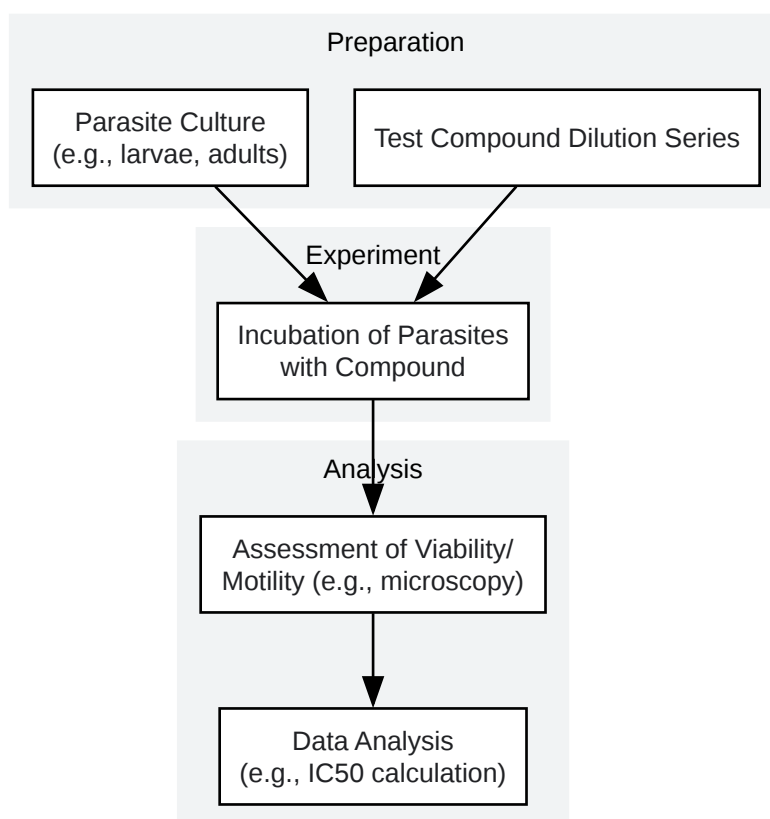 Preparation
Parasite Culture
(e.g., larvae, adults)
Test Compound Dilution Series
Experiment
Incubation of Parasites
with Compound
Analysis
Assessment of Viability/
Motility (e.g., microscopy)
Data Analysis
(e.g., IC50 calculation)